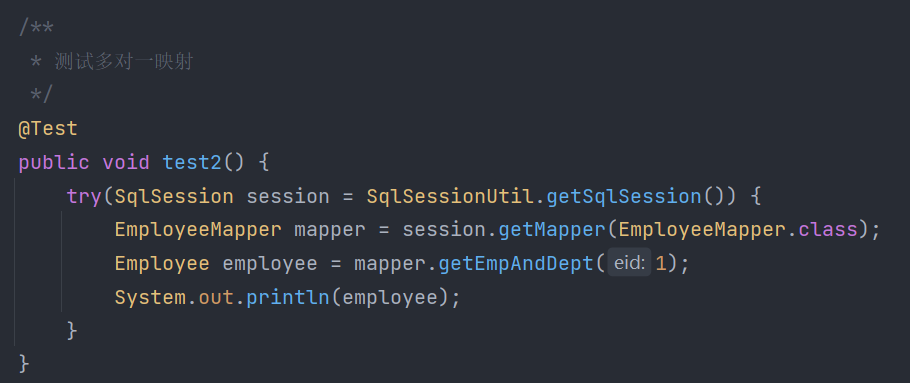 /**
 * 测试多对一映射
 */
@Test
public void test2() {
    try(SqlSession session = SqlSessionUtil.getSqlSession()) {
        EmployeeMapper mapper = session.getMapper(EmployeeMapper.class);
        Employee employee = mapper.getEmpAndDept( eid: 1);
        System.out.println(employee);
    }
}